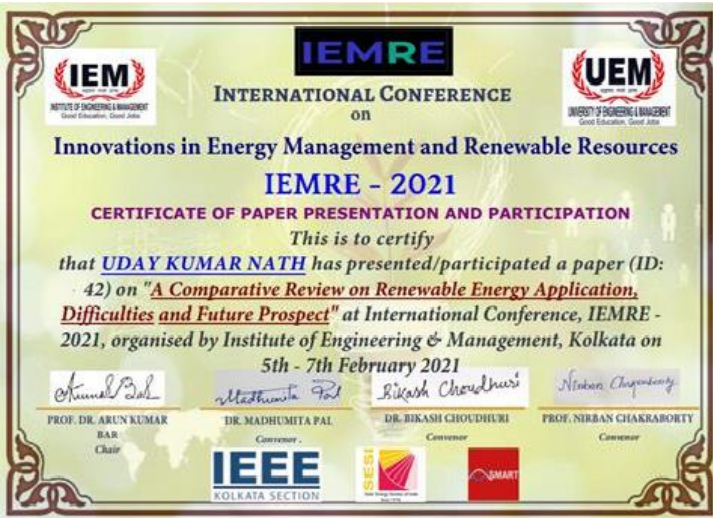 IEMRE
IEM
INSTITUTE OF ENGINEERING & MANAGEMENT
Good Education, Good Jobs
UEM
UNIVERSITY OF ENGINEERING & MANAGEMENT
Good Education, Good Jobs
INTERNATIONAL CONFERENCE
on
Innovations in Energy Management and Renewable Resources
IEMRE - 2021
CERTIFICATE OF PAPER PRESENTATION AND PARTICIPATION
This is to certify
that UDAY KUMAR NATH has presented/participated a paper (ID:
42) on "A Comparative Review on Renewable Energy Application,
Difficulties and Future Prospect" at International Conference, IEMRE -
2021, organised by Institute of Engineering & Management, Kolkata on
5th - 7th February 2021
Madhumita Pal
Bikash Choudhuri
Nirban Chakraborty
PROF. DR. ARUN KUMAR
BAR
Chair
DR. MADHUMITA PAL
Convenor .
DR. BIKASH CHOUDHURI
Convenor
PROF. NIRBAN CHAKRABORTY
Convenor
IEEE
KOLKATA SECTION
SESI
Solar Energy Society of India
SMART